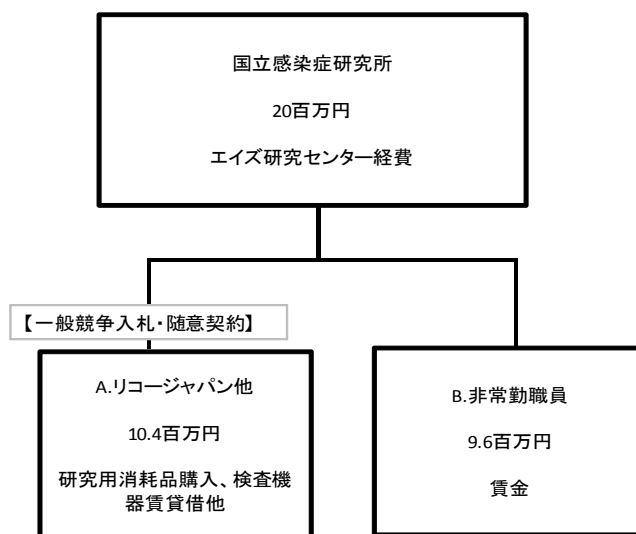 国立感染症研究所
20百万円
エイズ研究センター経費
【一般競争入札・随意契約】
A.リコージャパン他
10.4百万円
研究用消耗品購入、検査機
器賃貸借他
B.非常勤職員
9.6百万円
賃金